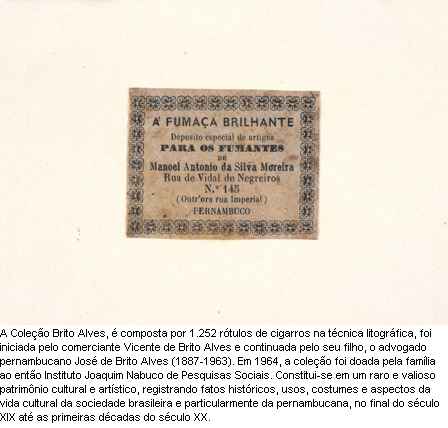 A' FUMAÇA BRILHANTE
Deposito especial de artigos
PARA OS FUMANTES
DE
Manoel Antonio da Silva Moreira
Rua de Vidal de Negreiros
N.º 145
(Outr'ora rua Imperial)
PERNAMBUCO
A Coleção Brito Alves, é composta por 1.252 rótulos de cigarros na técnica litográfica, foi
iniciada pelo comerciante Vicente de Brito Alves e continuada pelo seu filho, o advogado
pernambucano José de Brito Alves (1887-1963). Em 1964, a coleção foi doada pela família
ao então Instituto Joaquim Nabuco de Pesquisas Sociais. Constitui-se em um raro e valioso
patrimônio cultural e artístico, registrando fatos históricos, usos, costumes e aspectos da
vida cultural da sociedade brasileira e particularmente da pernambucana, no final do século
XIX até as primeiras décadas do século XX.